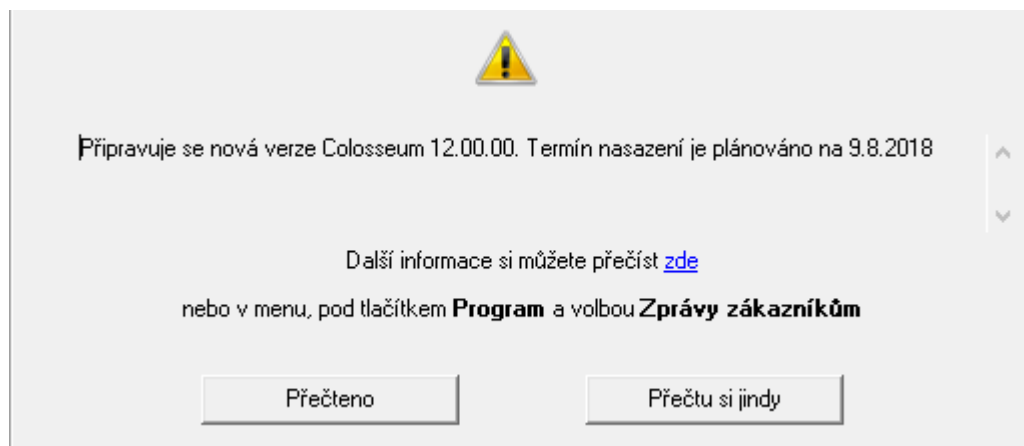 Připravuje se nová verze Colosseum 12.00.00. Termín nasazení je plánováno na 9.8.2018
Další informace si můžete přečíst zde
nebo v menu, pod tlačítkem Program a volbou Zprávy zákazníkům
Přečteno
Přečtu si jindy